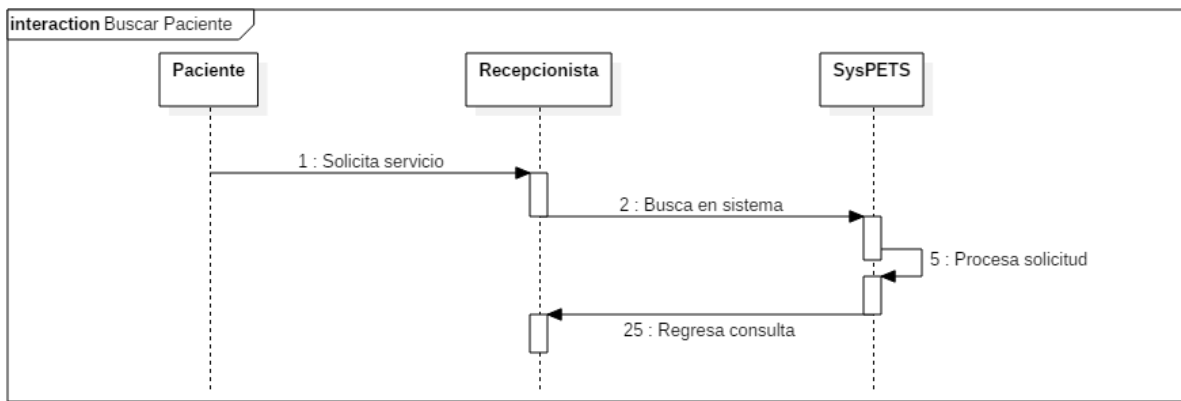 interaction Buscar Paciente
Paciente
Recepcionista
SysPETS
1 : Solicita servicio
2 : Busca en sistema
5 : Procesa solicitud
25 : Regresa consulta